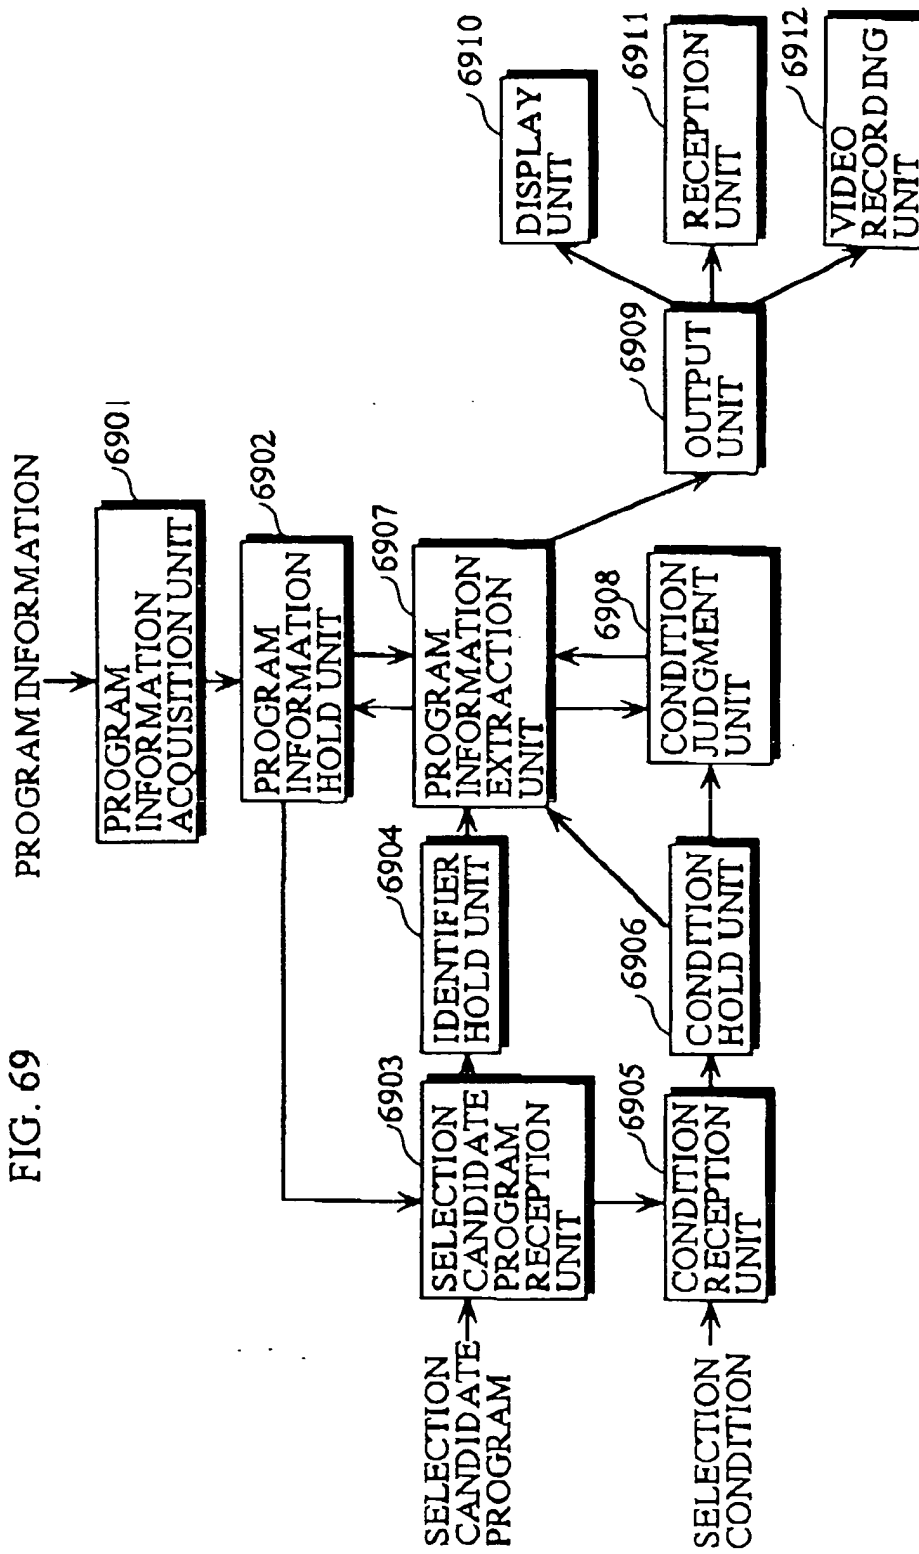 FIG. 69
PROGRAM INFORMATION
6901
PROGRAM
INFORMATION
ACQUISITION UNIT
6902
PROGRAM
INFORMATION
HOLD UNIT
SELECTION
CANDIDATE
PROGRAM
6903
SELECTION
CANDIDATE
PROGRAM
RECEPTION
UNIT
6904
IDENTIFIER
HOLD UNIT
6907
PROGRAM
INFORMATION
EXTRACTION
UNIT
SELECTION
CONDITION
6905
CONDITION
RECEPTION
UNIT
6906
CONDITION
HOLD UNIT
6908
CONDITION
JUDGMENT
UNIT
6909
OUTPUT
UNIT
6910
DISPLAY
UNIT
6911
RECEPTION
UNIT
6912
VIDEO
RECORDING
UNIT